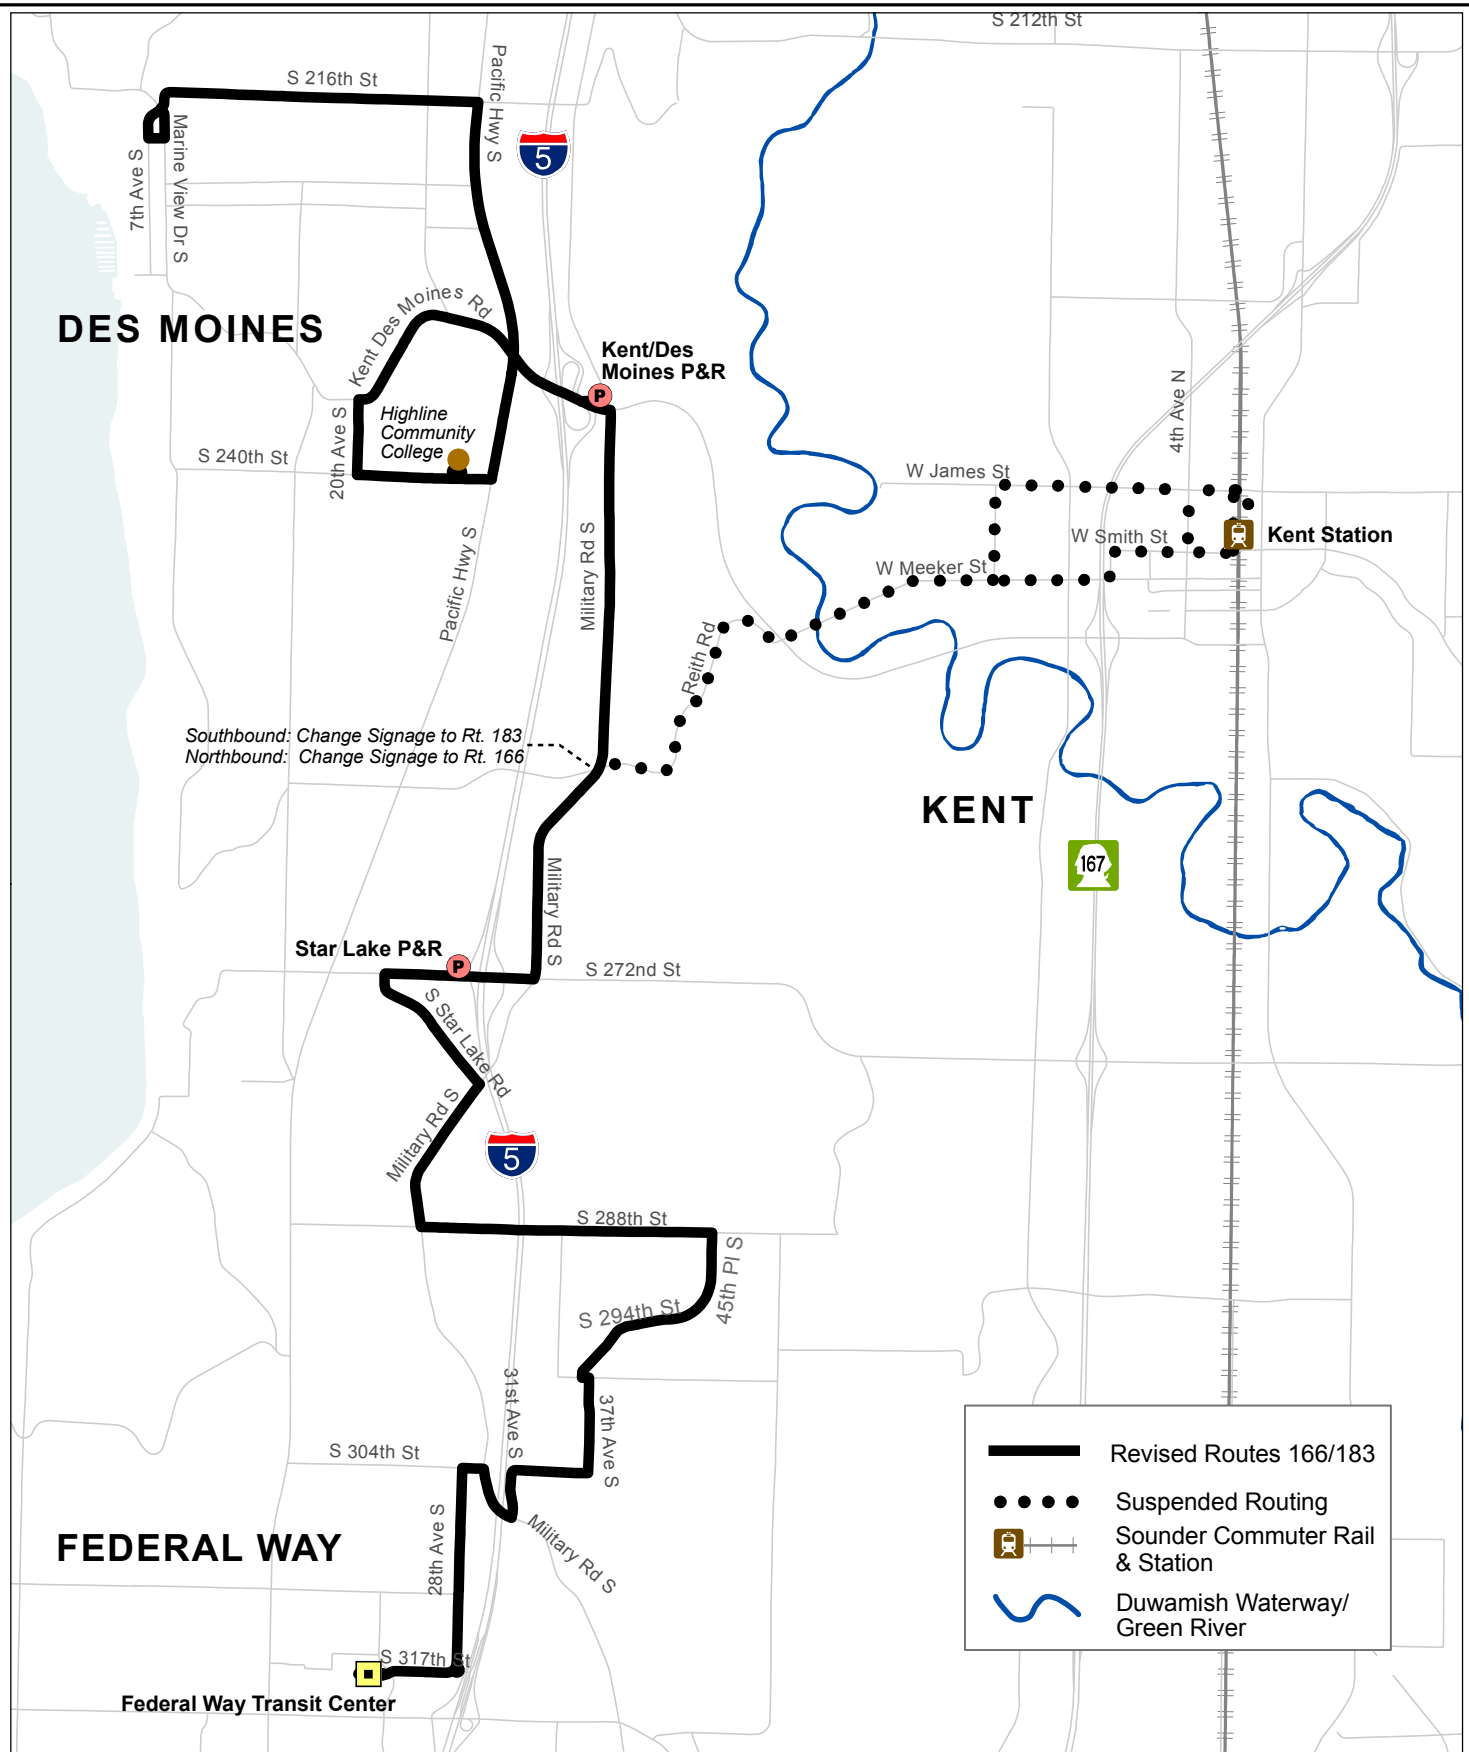 S 212th St
S 216th St
Pacific Hwy S
5
Marine View Dr S
7th Ave S
DES MOINES
Kent Des Moines Rd
Kent/Des
Moines P&R
P
Highline
Community
College
20th Ave S
S 240th St
4th Ave N
W James St
W Smith St
Kent Station
W Meeker St
Military Rd S
Pacific Hwy S
Reith Rd
Southbound: Change Signage to Rt. 183
Northbound: Change Signage to Rt. 166
KENT
167
Military Rd S
Star Lake P&R
P
S 272nd St
S Star Lake Rd
Military Rd S
5
S 288th St
45th Pl S
S 294th St
31st Ave S
37th Ave S
S 304th St
28th Ave S
Military Rd S
FEDERAL WAY
S 317th St
Federal Way Transit Center
Revised Routes 166/183
Suspended Routing
Sounder Commuter Rail
& Station
Duwamish Waterway/
Green River